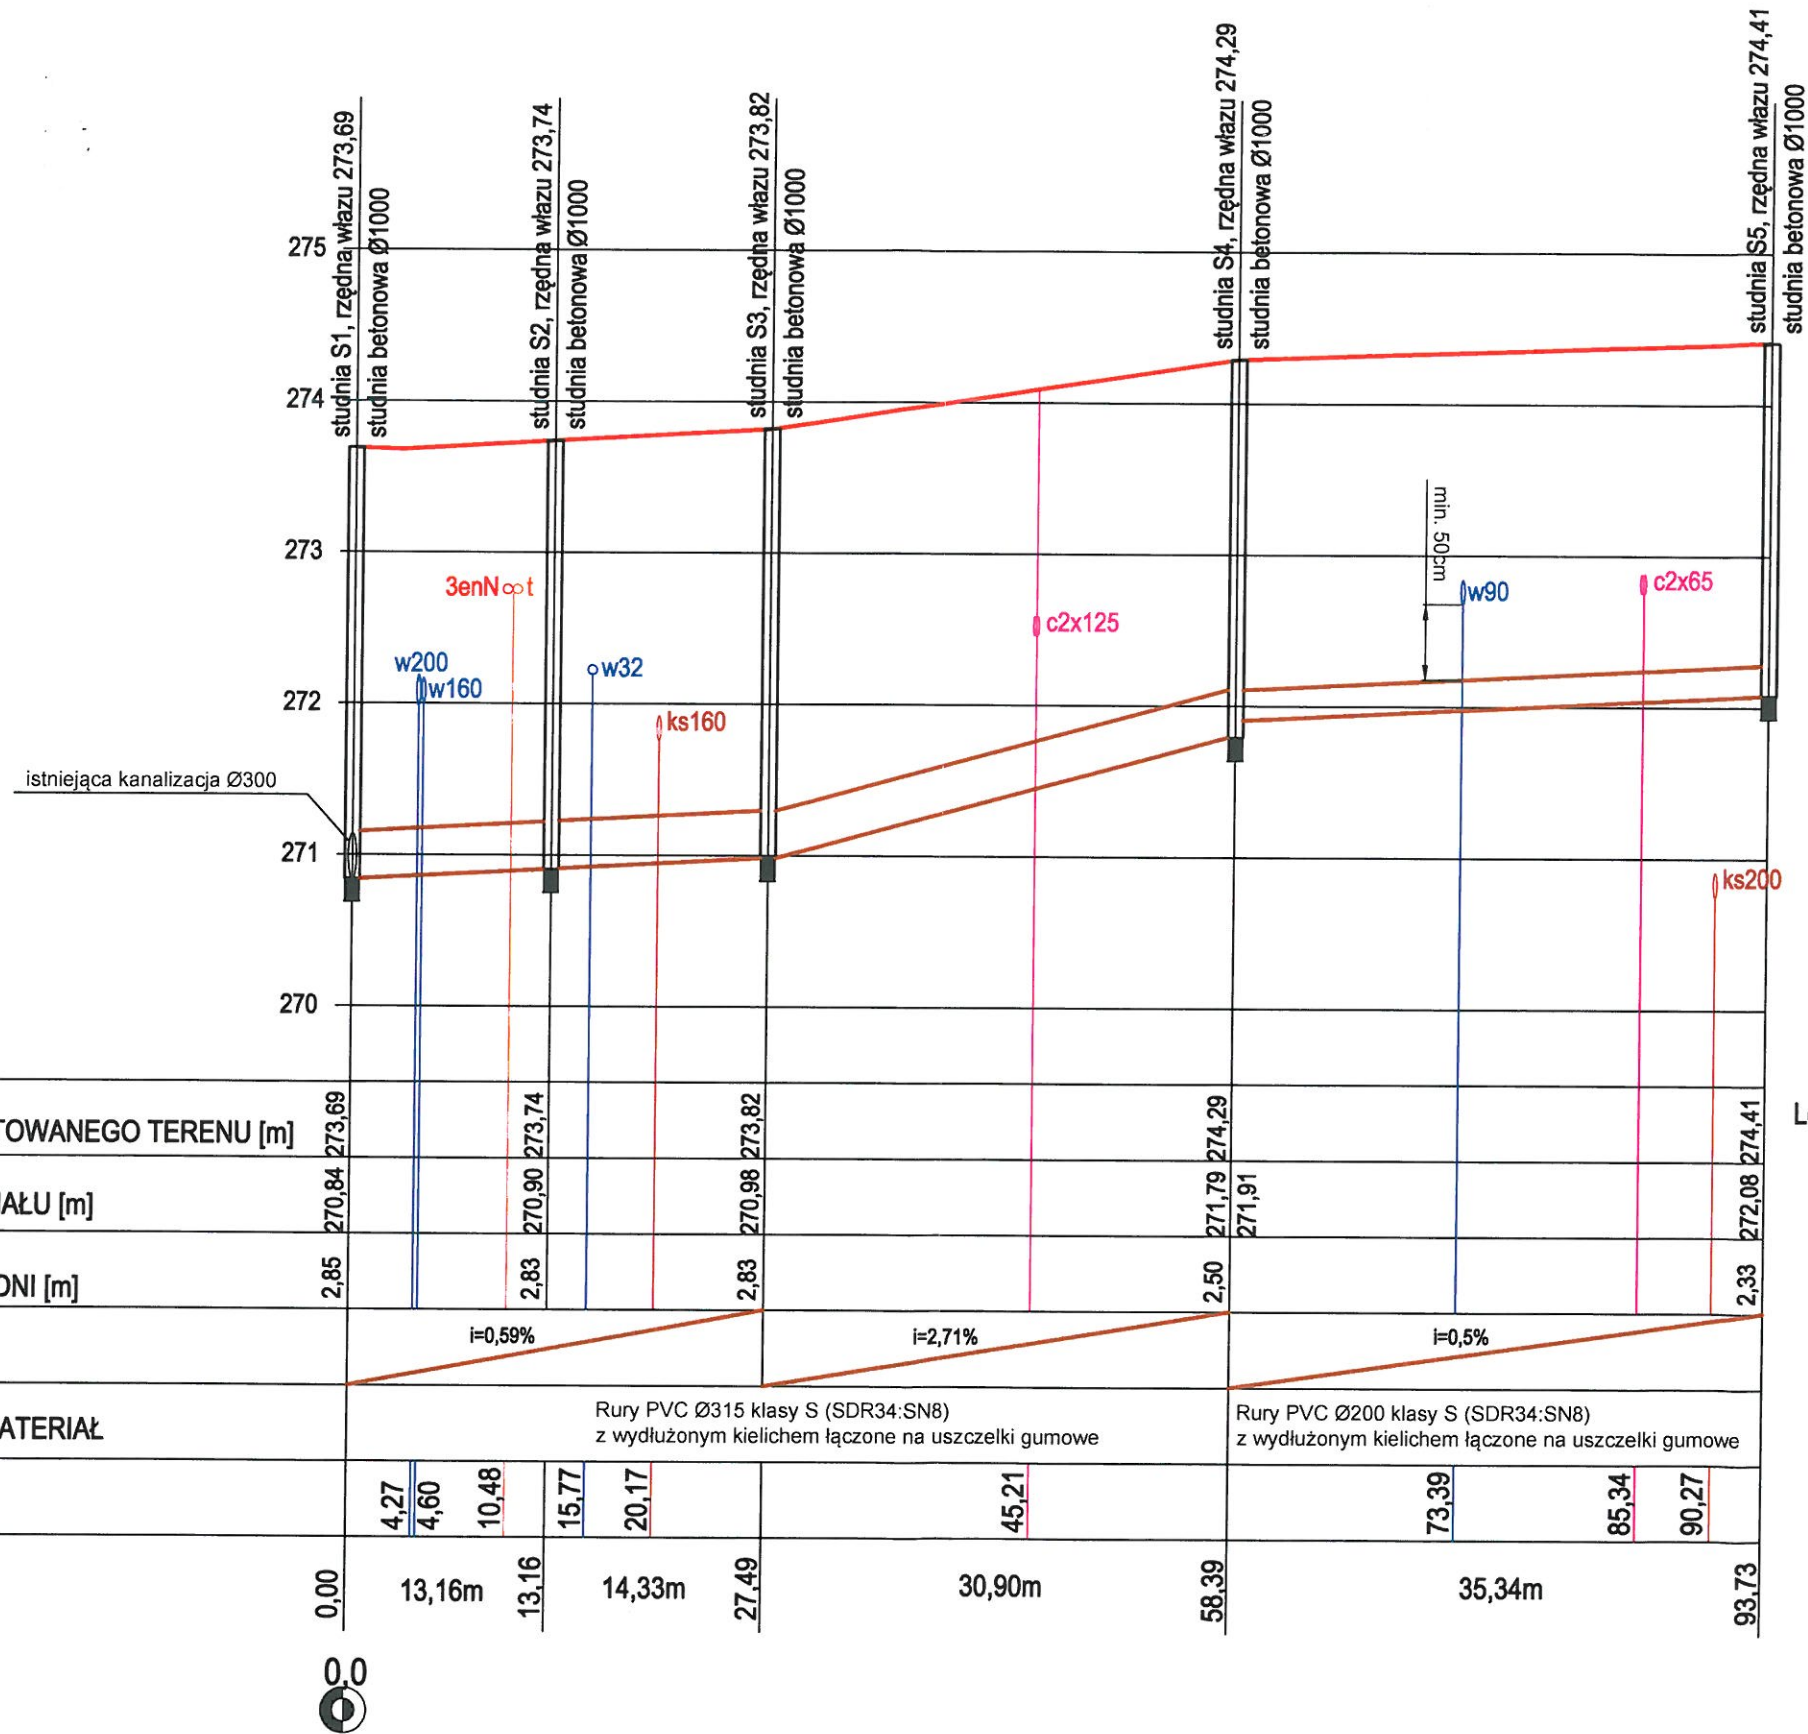 studnia S1, rzędna włazu 273,69
studnia betonowa Ø1000
studnia S2, rzędna włazu 273,74
studnia betonowa Ø1000
studnia S3, rzędna włazu 273,82
studnia betonowa Ø1000
studnia S4, rzędna włazu 274,29
studnia betonowa Ø1000
studnia S5, rzędna włazu 274,41
studnia betonowa Ø1000
275
274
273
272
271
270
min. 50cm
3enN t
w200
w160
w32
ks160
c2x125
w90
c2x65
ks200
istniejąca kanalizacja Ø300
TOWANEGO TERENU [m]
273,69
273,74
273,82
274,29
274,41
L
AŁU [m]
270,84
270,90
270,98
271,79
271,91
272,08
ONI [m]
2,85
2,83
2,83
2,50
2,33
i=0,59%
i=2,71%
i=0,5%
ATERIAŁ
Rury PVC Ø315 klasy S (SDR34:SN8)
z wydłużonym kielichem łączone na uszczelki gumowe
Rury PVC Ø200 klasy S (SDR34:SN8)
z wydłużonym kielichem łączone na uszczelki gumowe
4,27
4,60
10,48
15,77
20,17
45,21
73,39
85,34
90,27
0,00
13,16m
13,16
14,33m
27,49
30,90m
58,39
35,34m
93,73
0,0